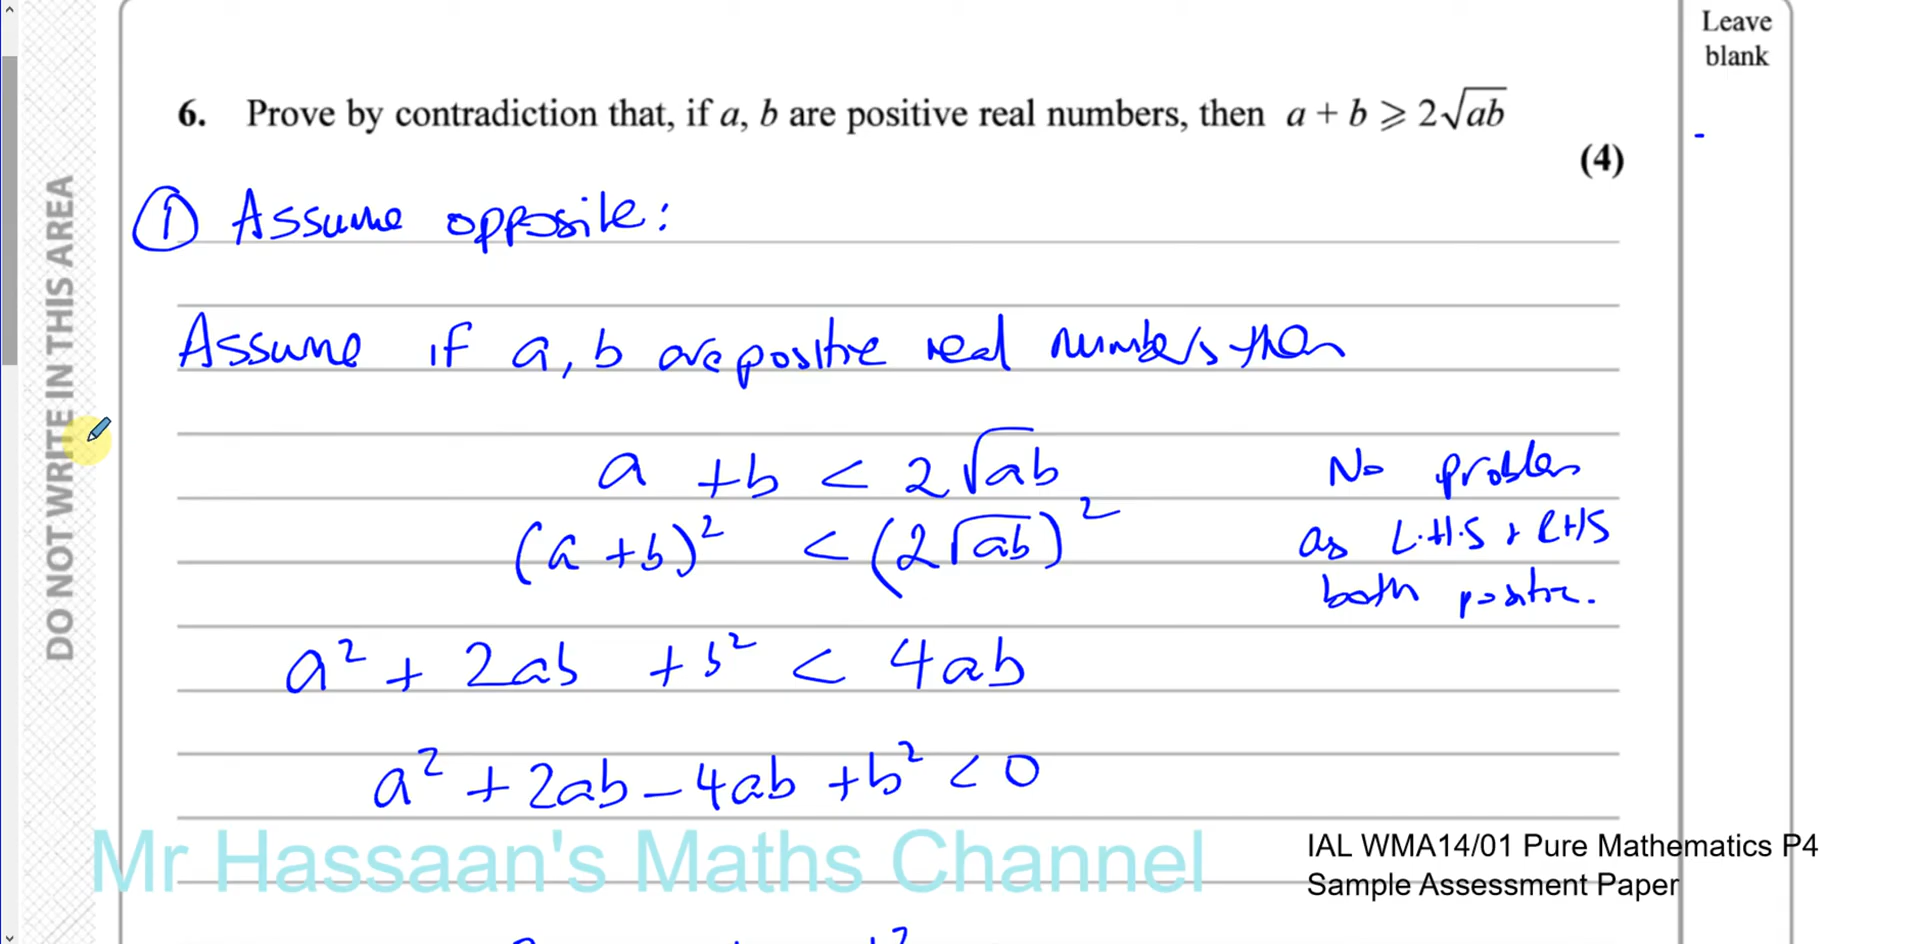 Leave
blank
6. Prove by contradiction that, if a, b are positive real numbers, then a + b ⩾ 2√ab
(4)
① Assume opposite:
Assume if a, b are positive real numbers then
a + b < 2√ab
(a + b)² < (2√ab)²
No problem
as L.H.S + RHS
both positive.
a² + 2ab + b² < 4ab
a² + 2ab - 4ab + b² < 0
DO NOT WRITE IN THIS AREA
Mr Hassaan's Maths Channel
IAL WMA14/01 Pure Mathematics P4
Sample Assessment Paper